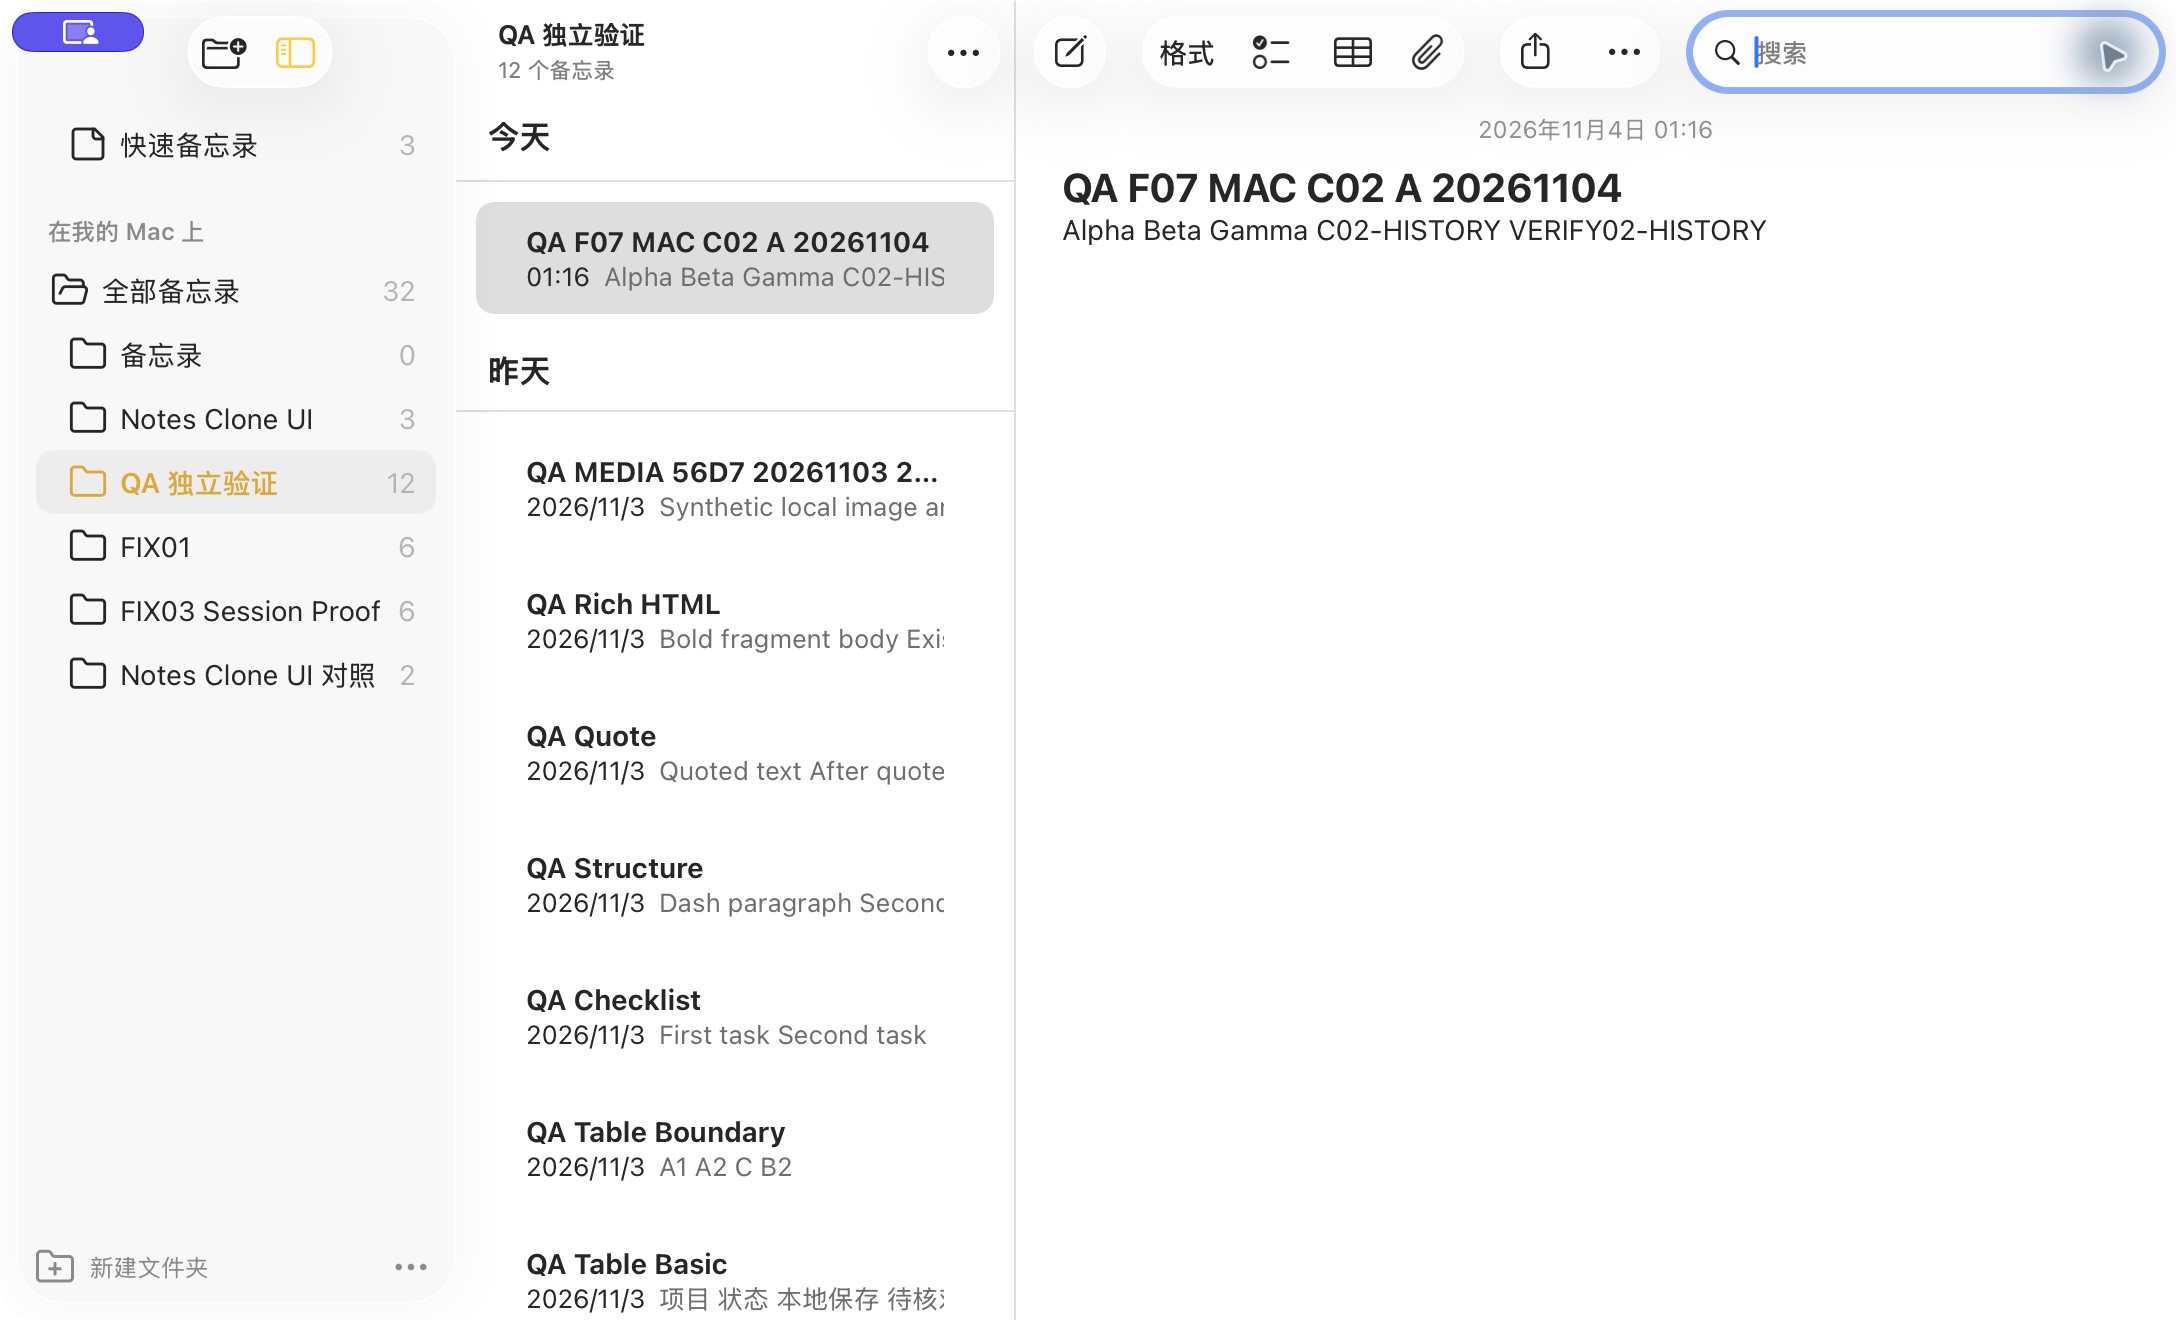 快速备忘录 3
在我的 Mac 上
全部备忘录 32
备忘录 0
Notes Clone UI 3
QA 独立验证 12
FIX01 6
FIX03 Session Proof 6
Notes Clone UI 对照 2
新建文件夹
QA 独立验证
12 个备忘录
今天
QA F07 MAC C02 A 20261104
01:16 Alpha Beta Gamma C02-HIS
昨天
QA MEDIA 56D7 20261103 2...
2026/11/3 Synthetic local image
QA Rich HTML
2026/11/3 Bold fragment body
QA Quote
2026/11/3 Quoted text After quote
QA Structure
2026/11/3 Dash paragraph
QA Checklist
2026/11/3 First task Second task
QA Table Boundary
2026/11/3 A1 A2 C B2
QA Table Basic
2026/11/3 项目 状态 本地保存 待核
格式
搜索
2026年11月4日 01:16
QA F07 MAC C02 A 20261104
Alpha Beta Gamma C02-HISTORY VERIFY02-HISTORY